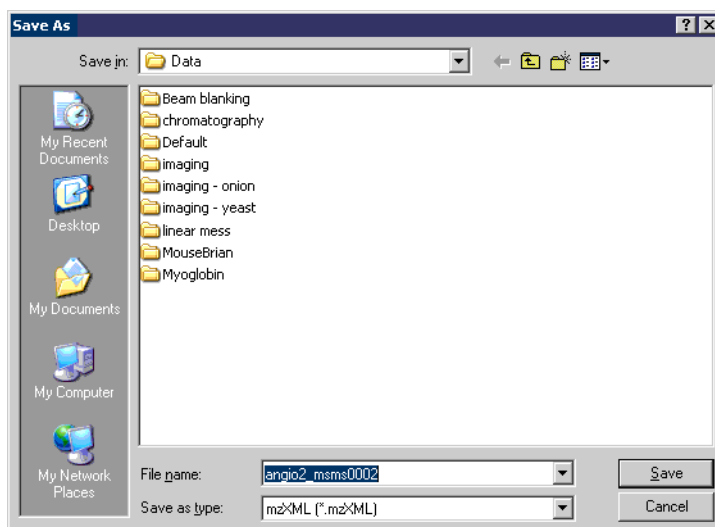 Save As
Save in:
Data
My Recent
Documents
Desktop
My Documents
My Computer
My Network
Places
Beam blanking
chromatography
Default
imaging
imaging - onion
imaging - yeast
linear mess
MouseBrian
Myoglobin
File name:
angio2_msms0002
Save
Save as type:
mzXML (*.mzXML)
Cancel